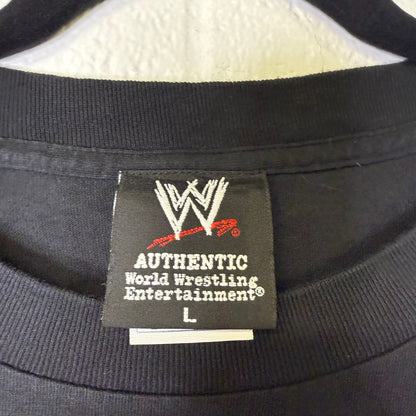 W
®
AUTHENTIC
World Wrestling
Entertainment®
L